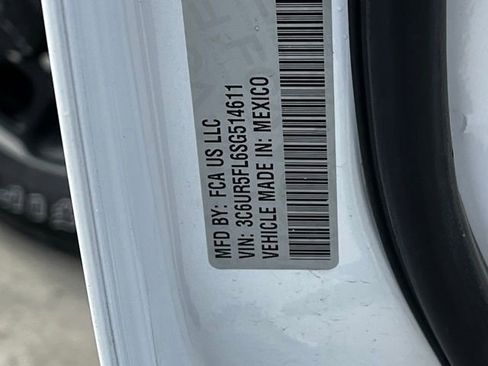 MFD BY: FCA US LLC
VIN: 3C6UR5FL6SG514611
VEHICLE MADE IN: MEXICO